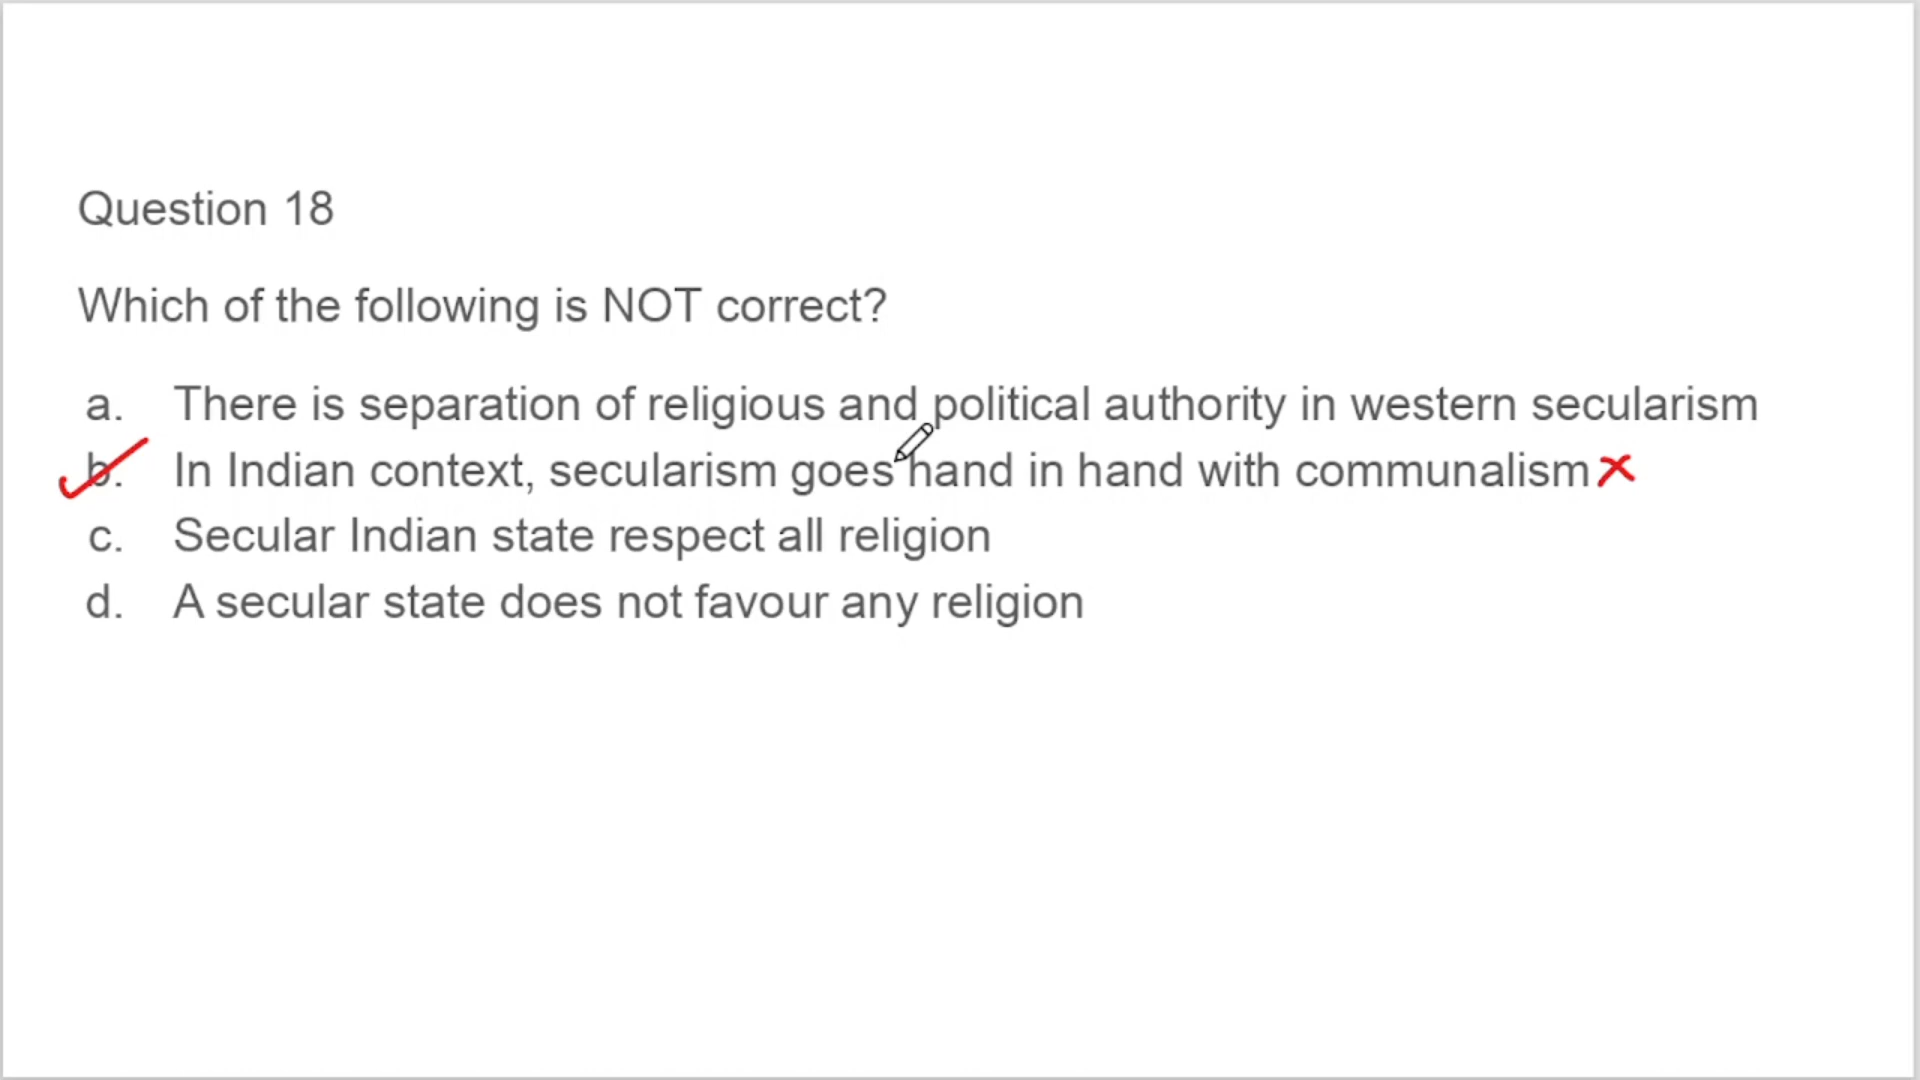 Question 18
Which of the following is NOT correct?
a. There is separation of religious and political authority in western secularism
b. In Indian context, secularism goes hand in hand with communalism
c. Secular Indian state respect all religion
d. A secular state does not favour any religion